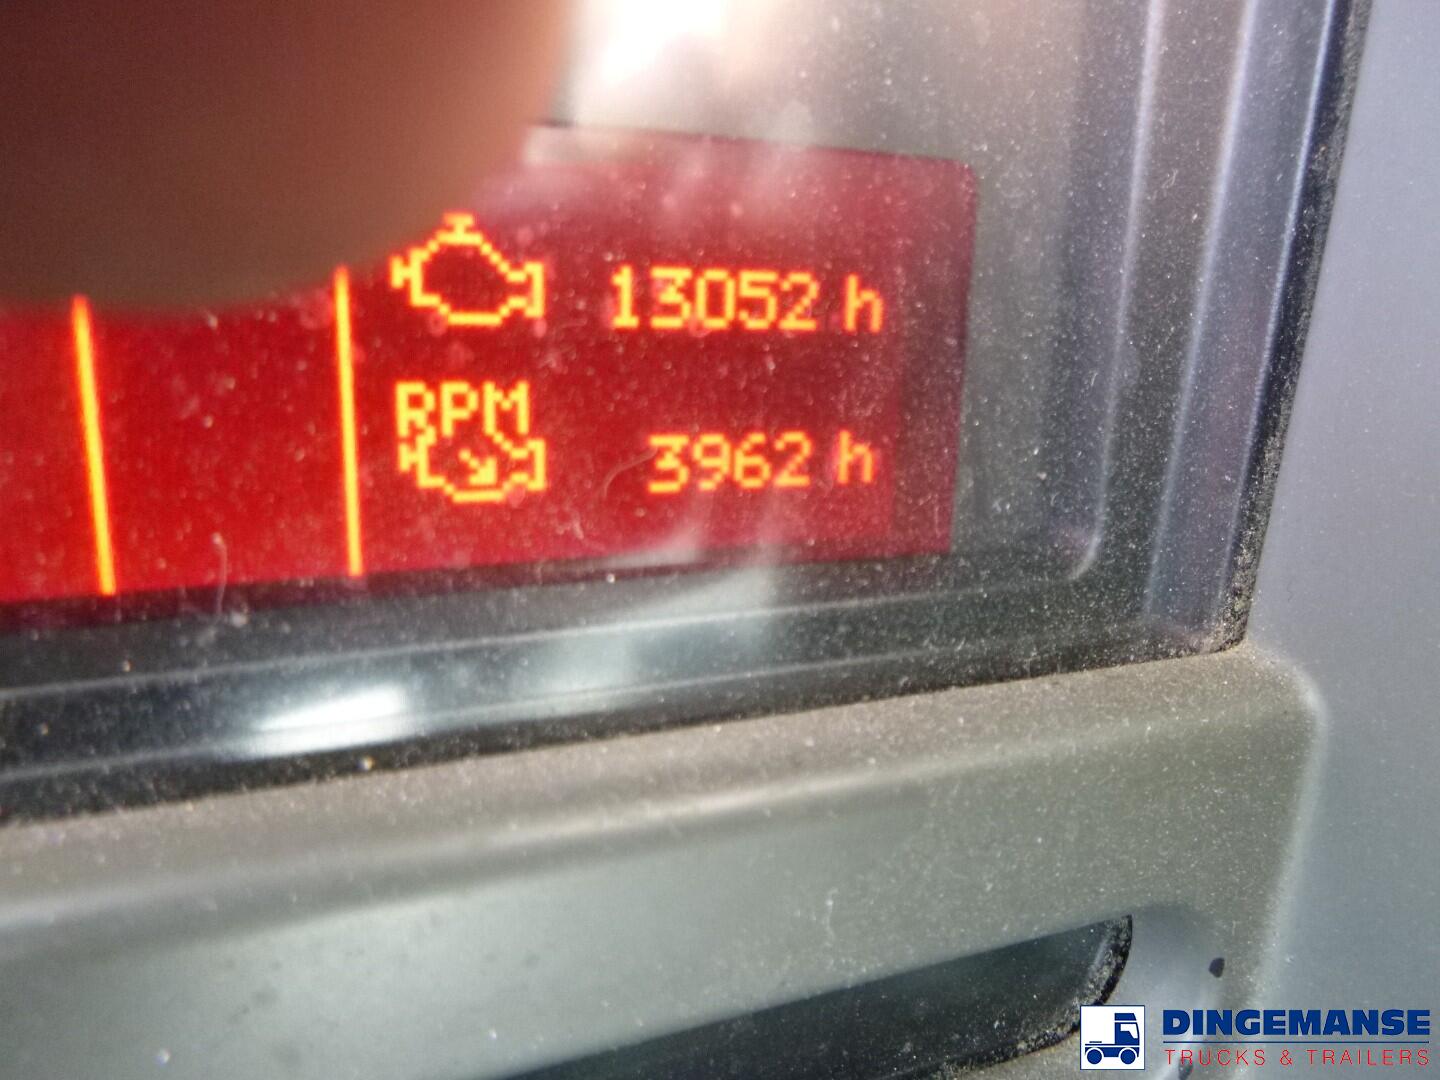 13052 h
RPM
3962 h
DINGEMANSE
TRUCKS & TRAILERS